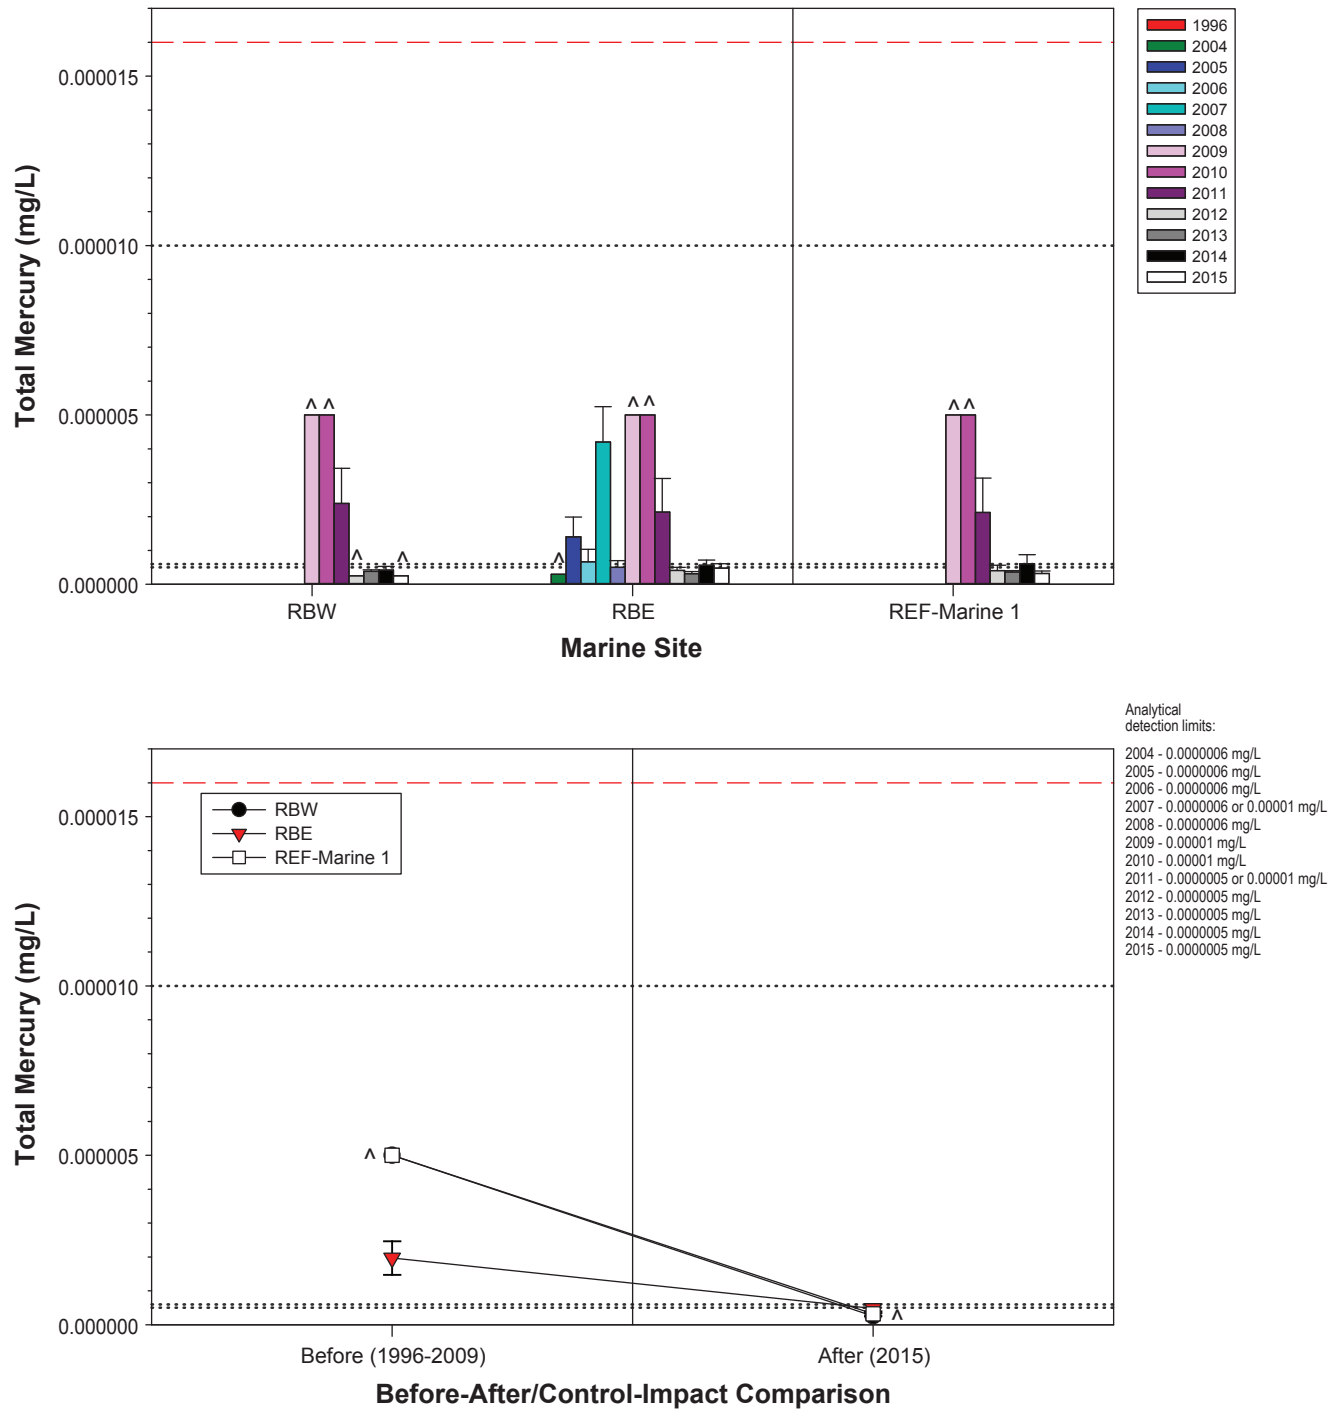 Total Mercury (mg/L)
0.000015
0.000010
0.000005
0.000000
^ ^
^
^
^
^ ^
^ ^
RBW
RBE
REF-Marine 1
Marine Site
1996
2004
2005
2006
2007
2008
2009
2010
2011
2012
2013
2014
2015
Analytical
detection limits:
2004 - 0.0000006 mg/L
2005 - 0.0000006 mg/L
2006 - 0.0000006 mg/L
2007 - 0.0000006 or 0.00001 mg/L
2008 - 0.0000006 mg/L
2009 - 0.00001 mg/L
2010 - 0.00001 mg/L
2011 - 0.0000005 or 0.00001 mg/L
2012 - 0.0000005 mg/L
2013 - 0.0000005 mg/L
2014 - 0.0000005 mg/L
2015 - 0.0000005 mg/L
Total Mercury (mg/L)
0.000015
0.000010
0.000005
0.000000
RBW
RBE
REF-Marine 1
^
^
Before (1996-2009)
After (2015)
Before-After/Control-Impact Comparison